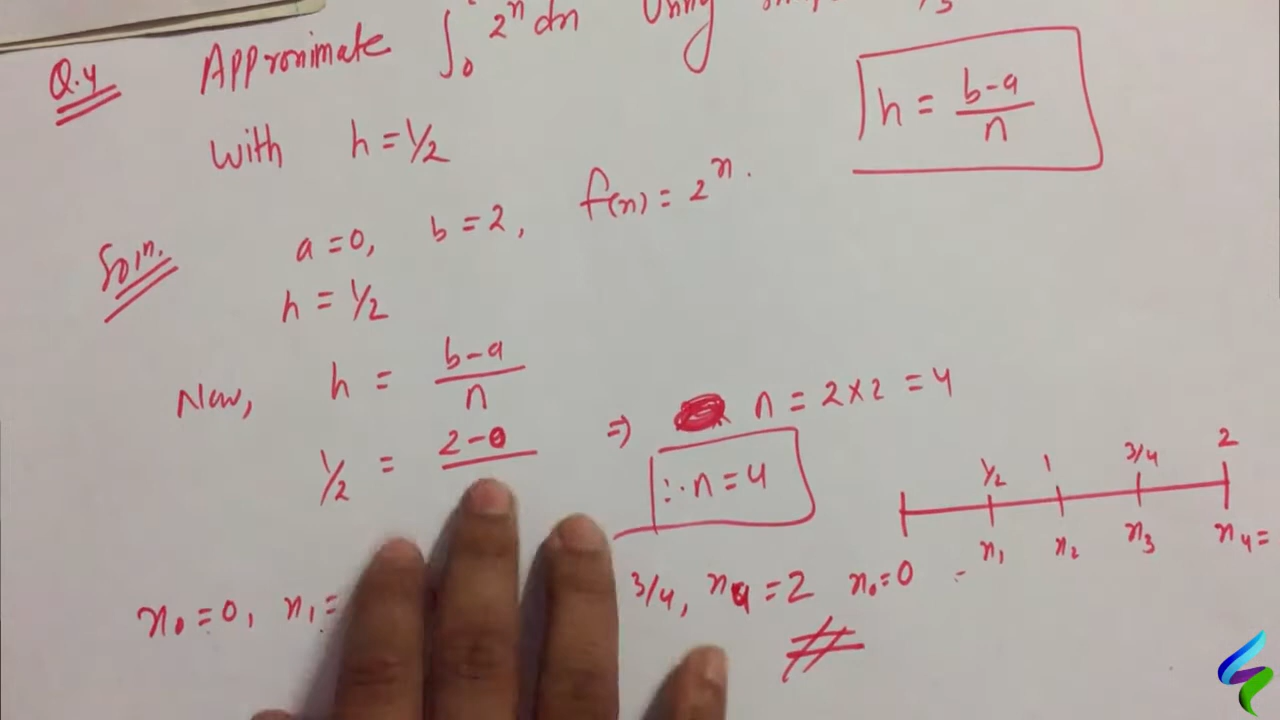 Q.4 Approximate ∫₀ 2ⁿ dn Using
with h = 1/2
h = b-a/n
Soln. a = 0, b = 2, f(n) = 2ⁿ.
h = 1/2
Now, h = b-a/n
1/2 = 2-0 ⇒ n = 2×2 = 4
∴ n = 4
1/2 1 3/4 2
n₁ n₂ n₃ n₄ =
n₀ = 0, n₁ = 3/4, n₄ = 2 n₀ = 0